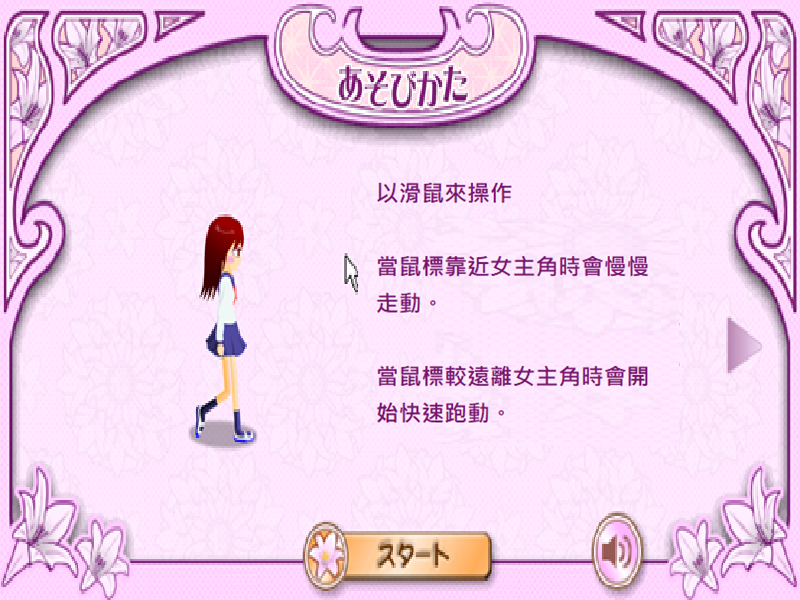 あそびかた
以滑鼠來操作
當鼠標靠近女主角時會慢慢
走動。
當鼠標較遠離女主角時會開
始快速跑動。
スタート